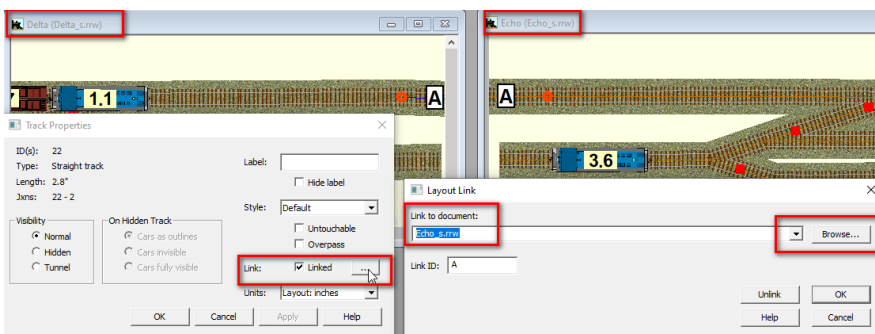 Delta (Delta_s.rrw)
1.1
A
Track Properties
ID(s): 22
Type: Straight track
Length: 2.8"
Jxns: 22 - 2
Label:
Hide label
Style: Default
Untouchable
Overpass
Link: Linked ...
Units: Layout: inches
Visibility
Normal
Hidden
Tunnel
On Hidden Track
Cars as outlines
Cars invisible
Cars fully visible
OK Cancel Apply Help
Echo (Echo_s.rrw)
A
3.6
Layout Link
Link to document:
Echo_s.rrw Browse...
Link ID: A
Unlink OK
Help Cancel